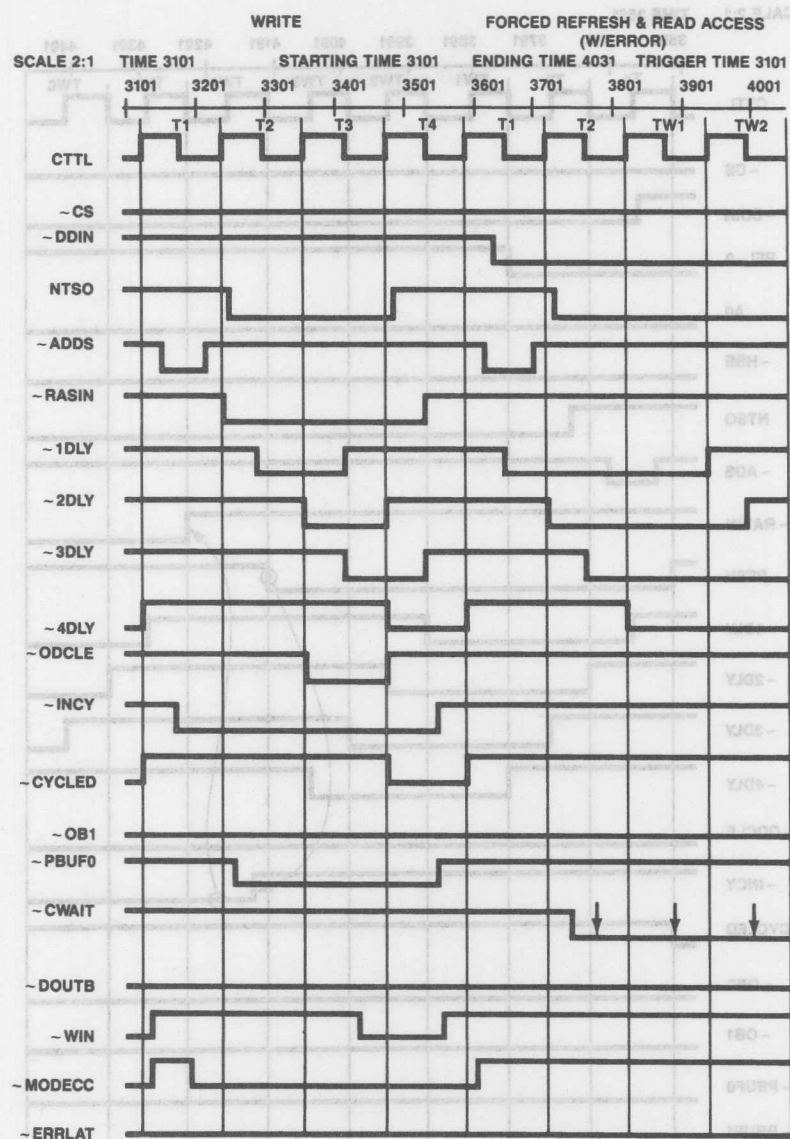 WRITE
FORCED REFRESH & READ ACCESS
(W/ERROR)
SCALE 2:1 TIME 3101 STARTING TIME 3101 ENDING TIME 4031 TRIGGER TIME 3101
3101 3201 3301 3401 3501 3601 3701 3801 3901 4001
T1 T2 T3 T4 T1 T2 TW1 TW2
CTTL
~CS
~DDIN
NTSO
~ADDS
~RASIN
~1DLY
~2DLY
~3DLY
~4DLY
~ODCLE
~INCY
~CYCLED
~OB1
~PBUF0
~CWAIT
~DOUTB
~WIN
~MODECC
~ERRLAT